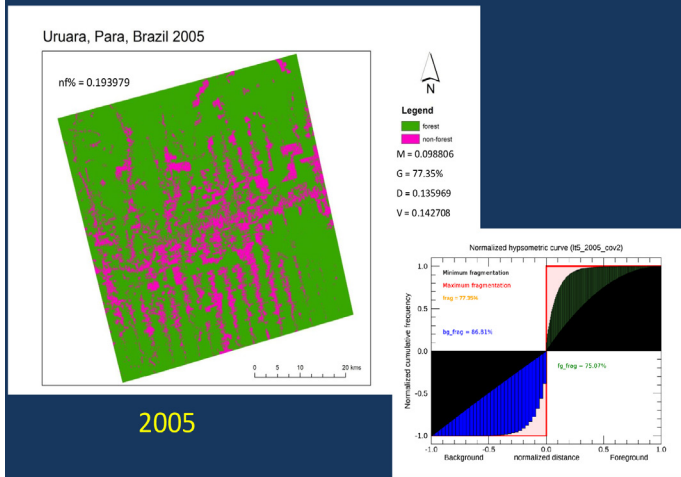 Uruara, Para, Brazil 2005
nf% = 0.193979
N
Legend
forest
non-forest
M = 0.098806
G = 77.35%
D = 0.135969
V = 0.142708
0 5 10 20 kms
2005
Normalized hypsometric curve (lt5_2005_cov2)
Minimum fragmentation
Maximum fragmentation
frag = 77.35%
bg_frag = 86.51%
fg_frag = 75.07%
Normalized cumulative frequency
1.0
0.5
0.0
-0.5
-1.0
-1.0 -0.5 0.0 0.5 1.0
Background normalized distance Foreground